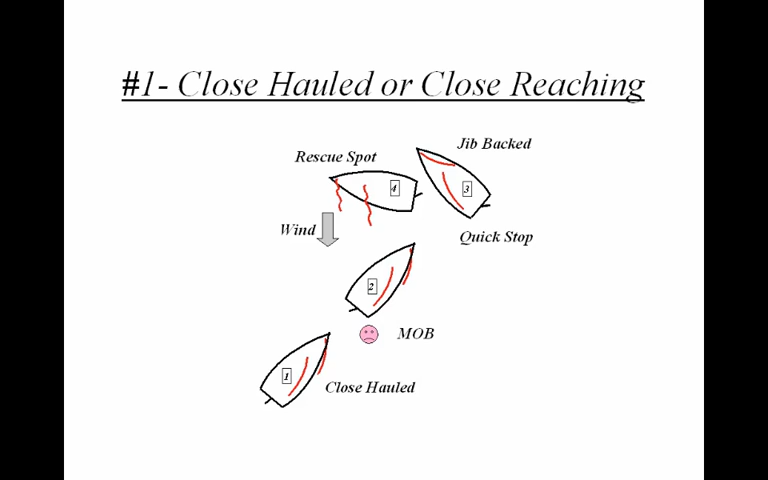 #1- Close Hauled or Close Reaching
Jib Backed
Rescue Spot
4
3
Wind
Quick Stop
2
MOB
1
Close Hauled